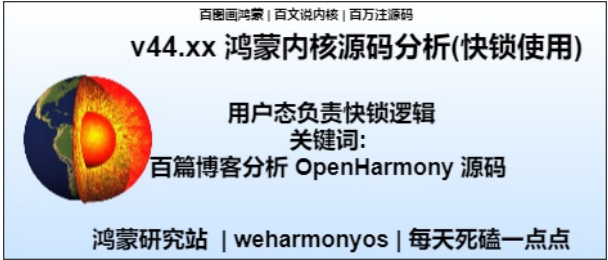 百图画鸿蒙 | 百文说内核 | 百万注源码
v44.xx 鸿蒙内核源码分析(快锁使用)
用户态负责快锁逻辑
关键词:
百篇博客分析 OpenHarmony 源码
鸿蒙研究站 | weharmonyos | 每天死磕一点点